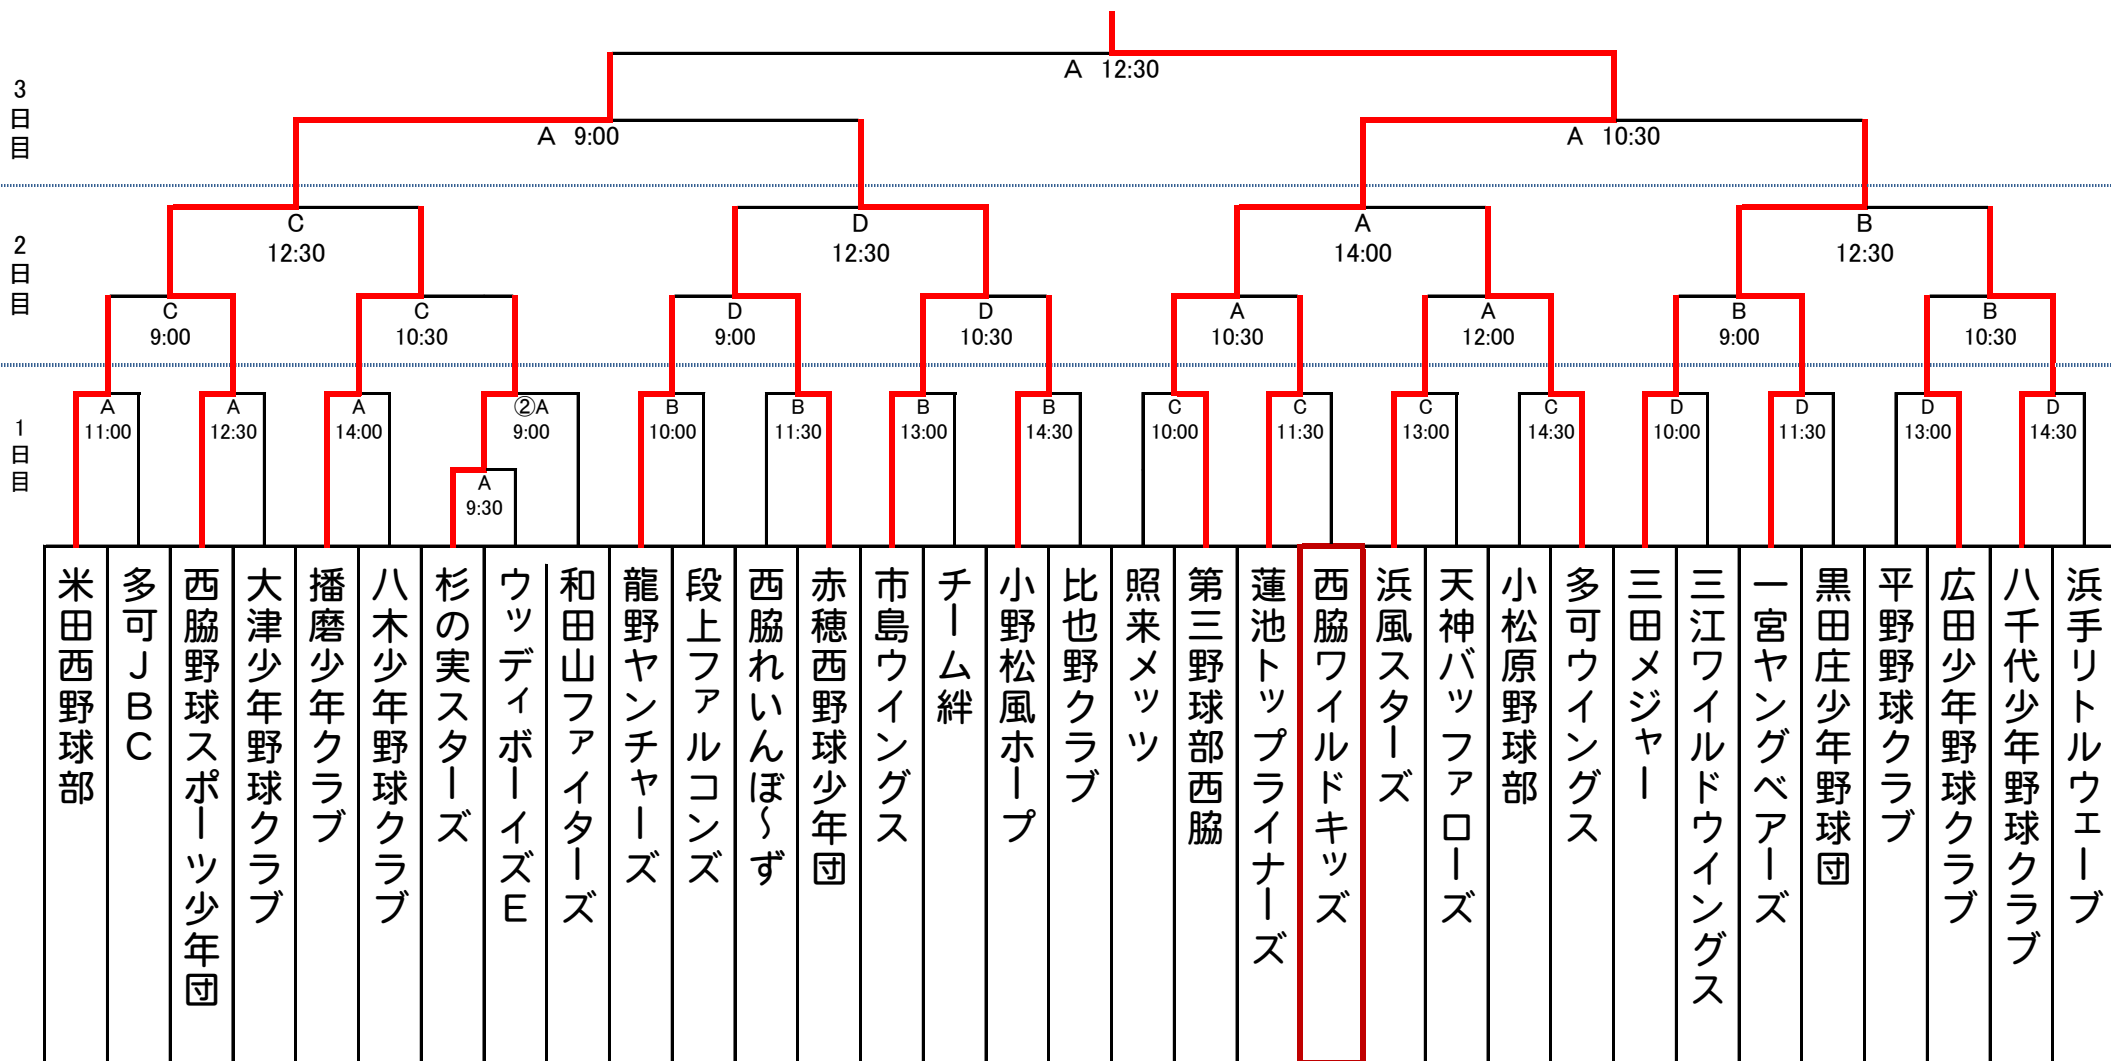 A 12:30
3日目
A 9:00
A 10:30
2日目
C
12:30
D
12:30
A
14:00
B
12:30
C
9:00
C
10:30
D
9:00
D
10:30
A
10:30
A
12:00
B
9:00
B
10:30
1日目
A
11:00
A
12:30
A
14:00
②A
9:00
B
10:00
B
11:30
B
13:00
B
14:30
C
10:00
C
11:30
C
13:00
C
14:30
D
10:00
D
11:30
D
13:00
D
14:30
A
9:30
米田西野球部
多可JBC
西脇野球スポーツ少年団
大津少年野球クラブ
播磨少年クラブ
八木少年野球クラブ
杉の実スターズ
ウッディボーイズE
和田山ファイターズ
龍野ヤンチャーズ
段上ファルコンズ
西脇れいんぼ～ず
赤穂西野球少年団
市島ウイングス
チーム絆
小野松風ホープ
比也野クラブ
照来メッツ
第三野球部西脇
蓮池トップライナーズ
西脇ワイルドキッズ
浜風スターズ
天神バッファローズ
小松原野球部
多可ウイングス
三田メジャー
三江ワイルドウイングス
一宮ヤングベアーズ
黒田庄少年野球団
平野野球クラブ
広田少年野球クラブ
八千代少年野球クラブ
浜手リトルウエーブ